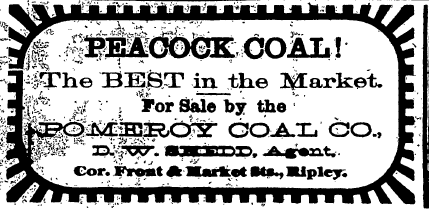 PEACOCK COAL!
The BEST in the Market.
For Sale by the
POMEROY COAL CO.,
D. W. SHEDD, Agent.
Cor. Front & Market Sts., Ripley.